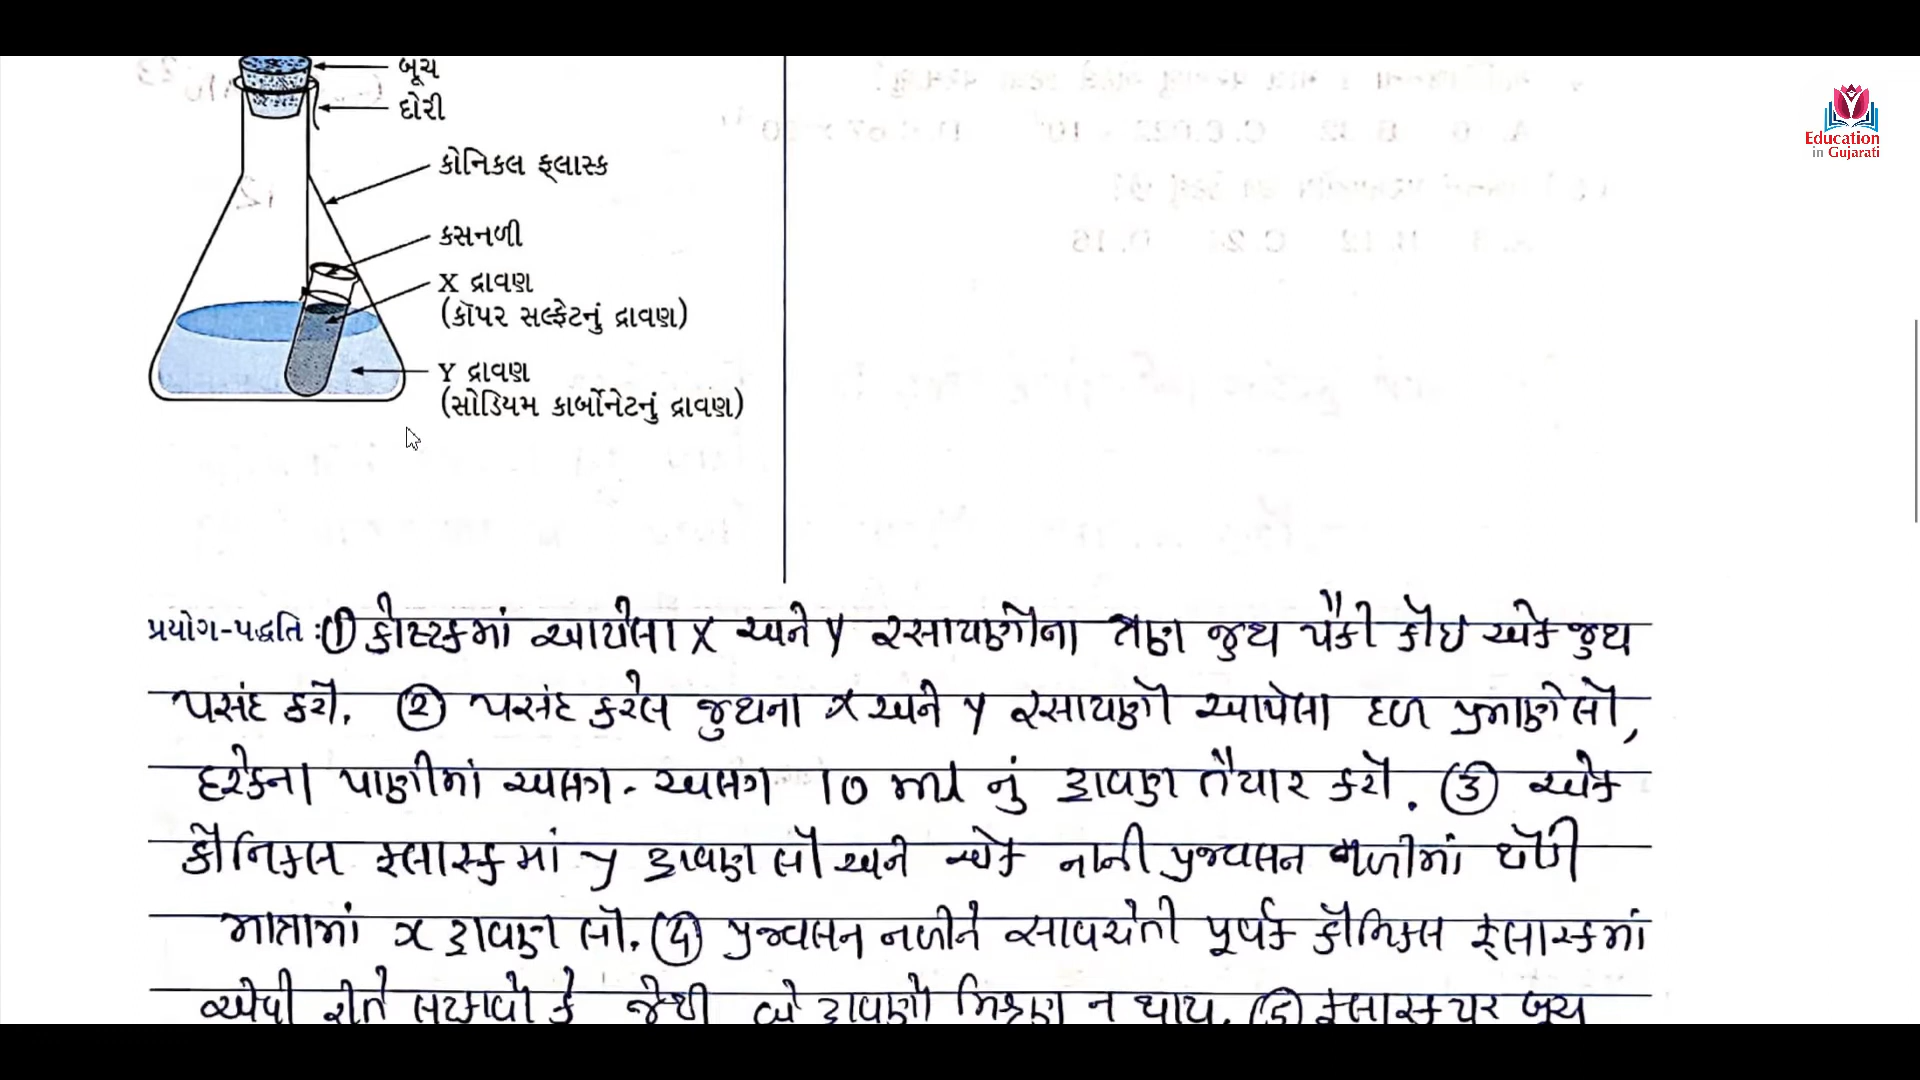 બૂચ
દોરી
કોનિકલ ફ્લાસ્ક
કસનળી
X દ્રાવણ
(કૉપર સલ્ફેટનું દ્રાવણ)
Y દ્રાવણ
(સોડિયમ કાર્બોનેટનું દ્રાવણ)
Education
in Gujarati
પ્રયોગ-પદ્ધતિ : ① કોષ્ટકમાં આપેલા X અને Y રસાયણોના ત્રણ જુથ પૈકી કોઇ એક જુથ
પસંદ કરો. ② પસંદ કરેલ જુથના X અને Y રસાયણો આપેલા દળ પ્રમાણે લો,
દરેકના પાણીમાં અલગ-અલગ 10 ml નું દ્રાવણ તૈયાર કરો. ③ એક
કોનિકલ ફ્લાસ્કમાં Y દ્રાવણ લો અને એક નાની પ્રજ્વલન નળીમાં થોડી
માત્રામાં X દ્રાવણ લો. ④ પ્રજ્વલન નળીને સાવચેતી પૂર્વક કોનિકલ ફ્લાસ્કમાં
એવી રીતે લટકાવો કે જેથી બે દ્રાવણો મિશ્રણ ન થાય. ⑤ ફ્લાસ્ક પર બૂચ